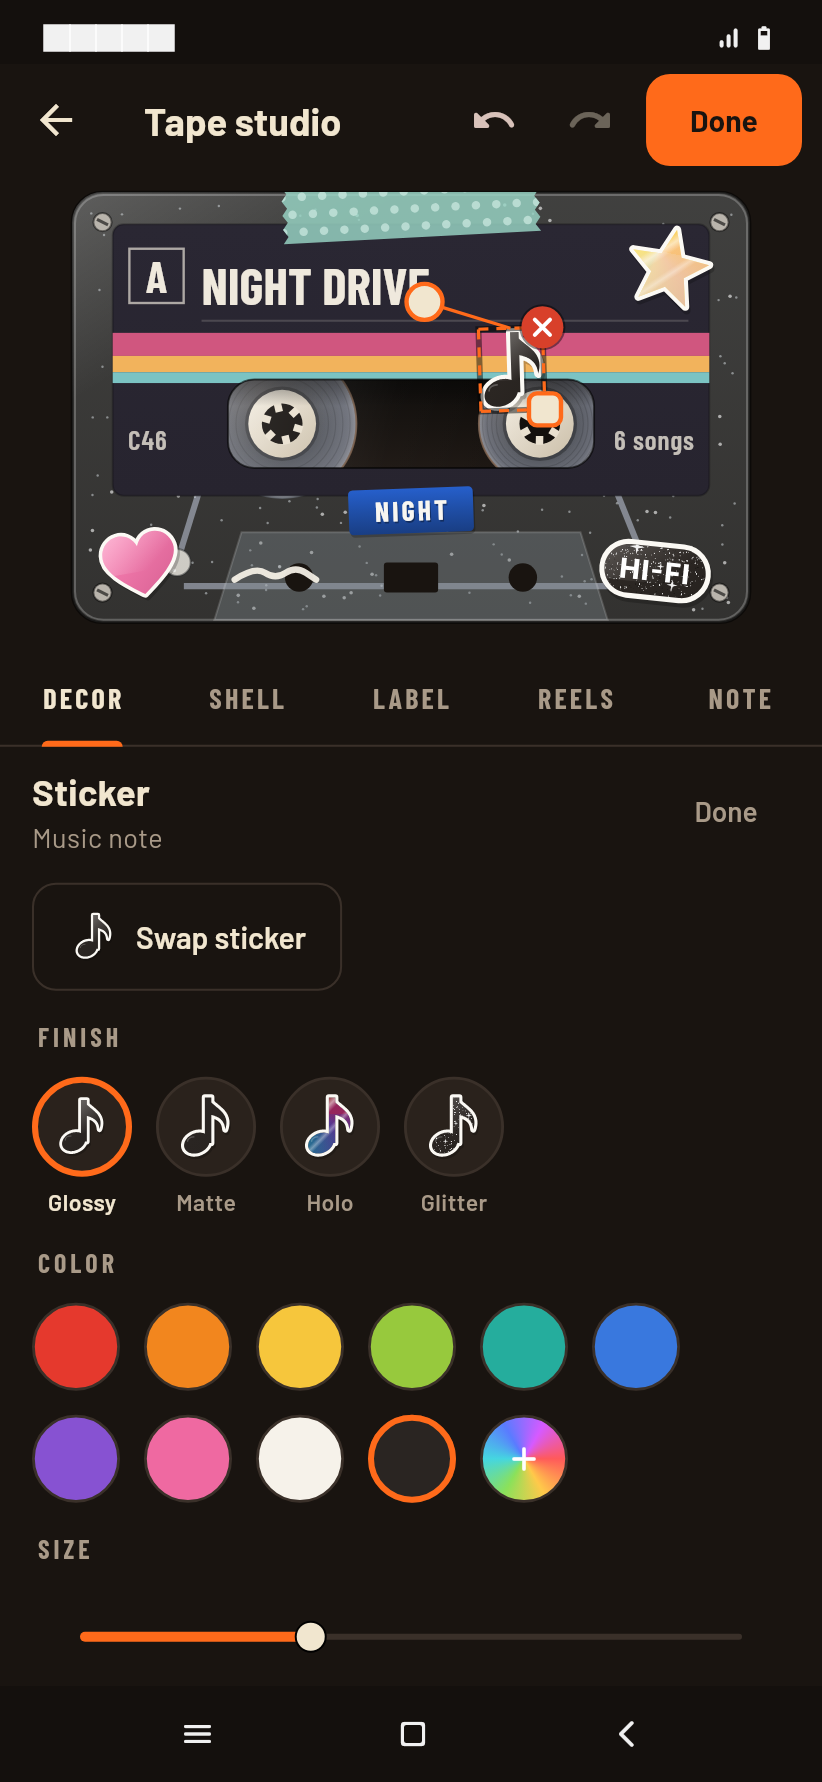 Tape studio
Done
A
NIGHT DRIVE
C46
6 songs
NIGHT
HI-FI
DECOR
SHELL
LABEL
REELS
NOTE
Sticker
Music note
Done
Swap sticker
FINISH
Glossy
Matte
Holo
Glitter
COLOR
SIZE